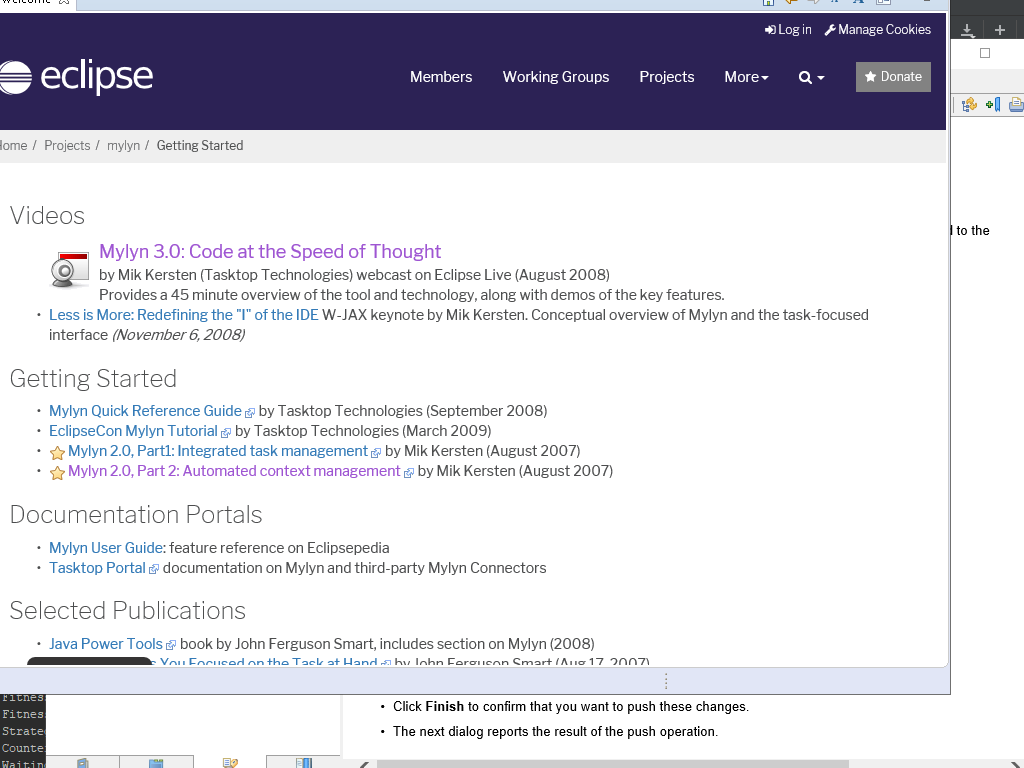 Log in Manage Cookies
eclipse Members Working Groups Projects More Donate
Home / Projects / mylyn / Getting Started
Videos
Mylyn 3.0: Code at the Speed of Thought
by Mik Kersten (Tasktop Technologies) webcast on Eclipse Live (August 2008)
Provides a 45 minute overview of the tool and technology, along with demos of the key features.
• Less is More: Redefining the "I" of the IDE W-JAX keynote by Mik Kersten. Conceptual overview of Mylyn and the task-focused
interface (November 6, 2008)
Getting Started
• Mylyn Quick Reference Guide by Tasktop Technologies (September 2008)
• EclipseCon Mylyn Tutorial by Tasktop Technologies (March 2009)
• Mylyn 2.0, Part1: Integrated task management by Mik Kersten (August 2007)
• Mylyn 2.0, Part 2: Automated context management by Mik Kersten (August 2007)
Documentation Portals
• Mylyn User Guide: feature reference on Eclipsepedia
• Tasktop Portal documentation on Mylyn and third-party Mylyn Connectors
Selected Publications
• Java Power Tools book by John Ferguson Smart, includes section on Mylyn (2008)
You Focused on the Task at Hand by John Ferguson Smart (Aug 17, 2007)
to the
Fitness
Fitness
Strate
Counte
Waiting
• Click Finish to confirm that you want to push these changes.
• The next dialog reports the result of the push operation.